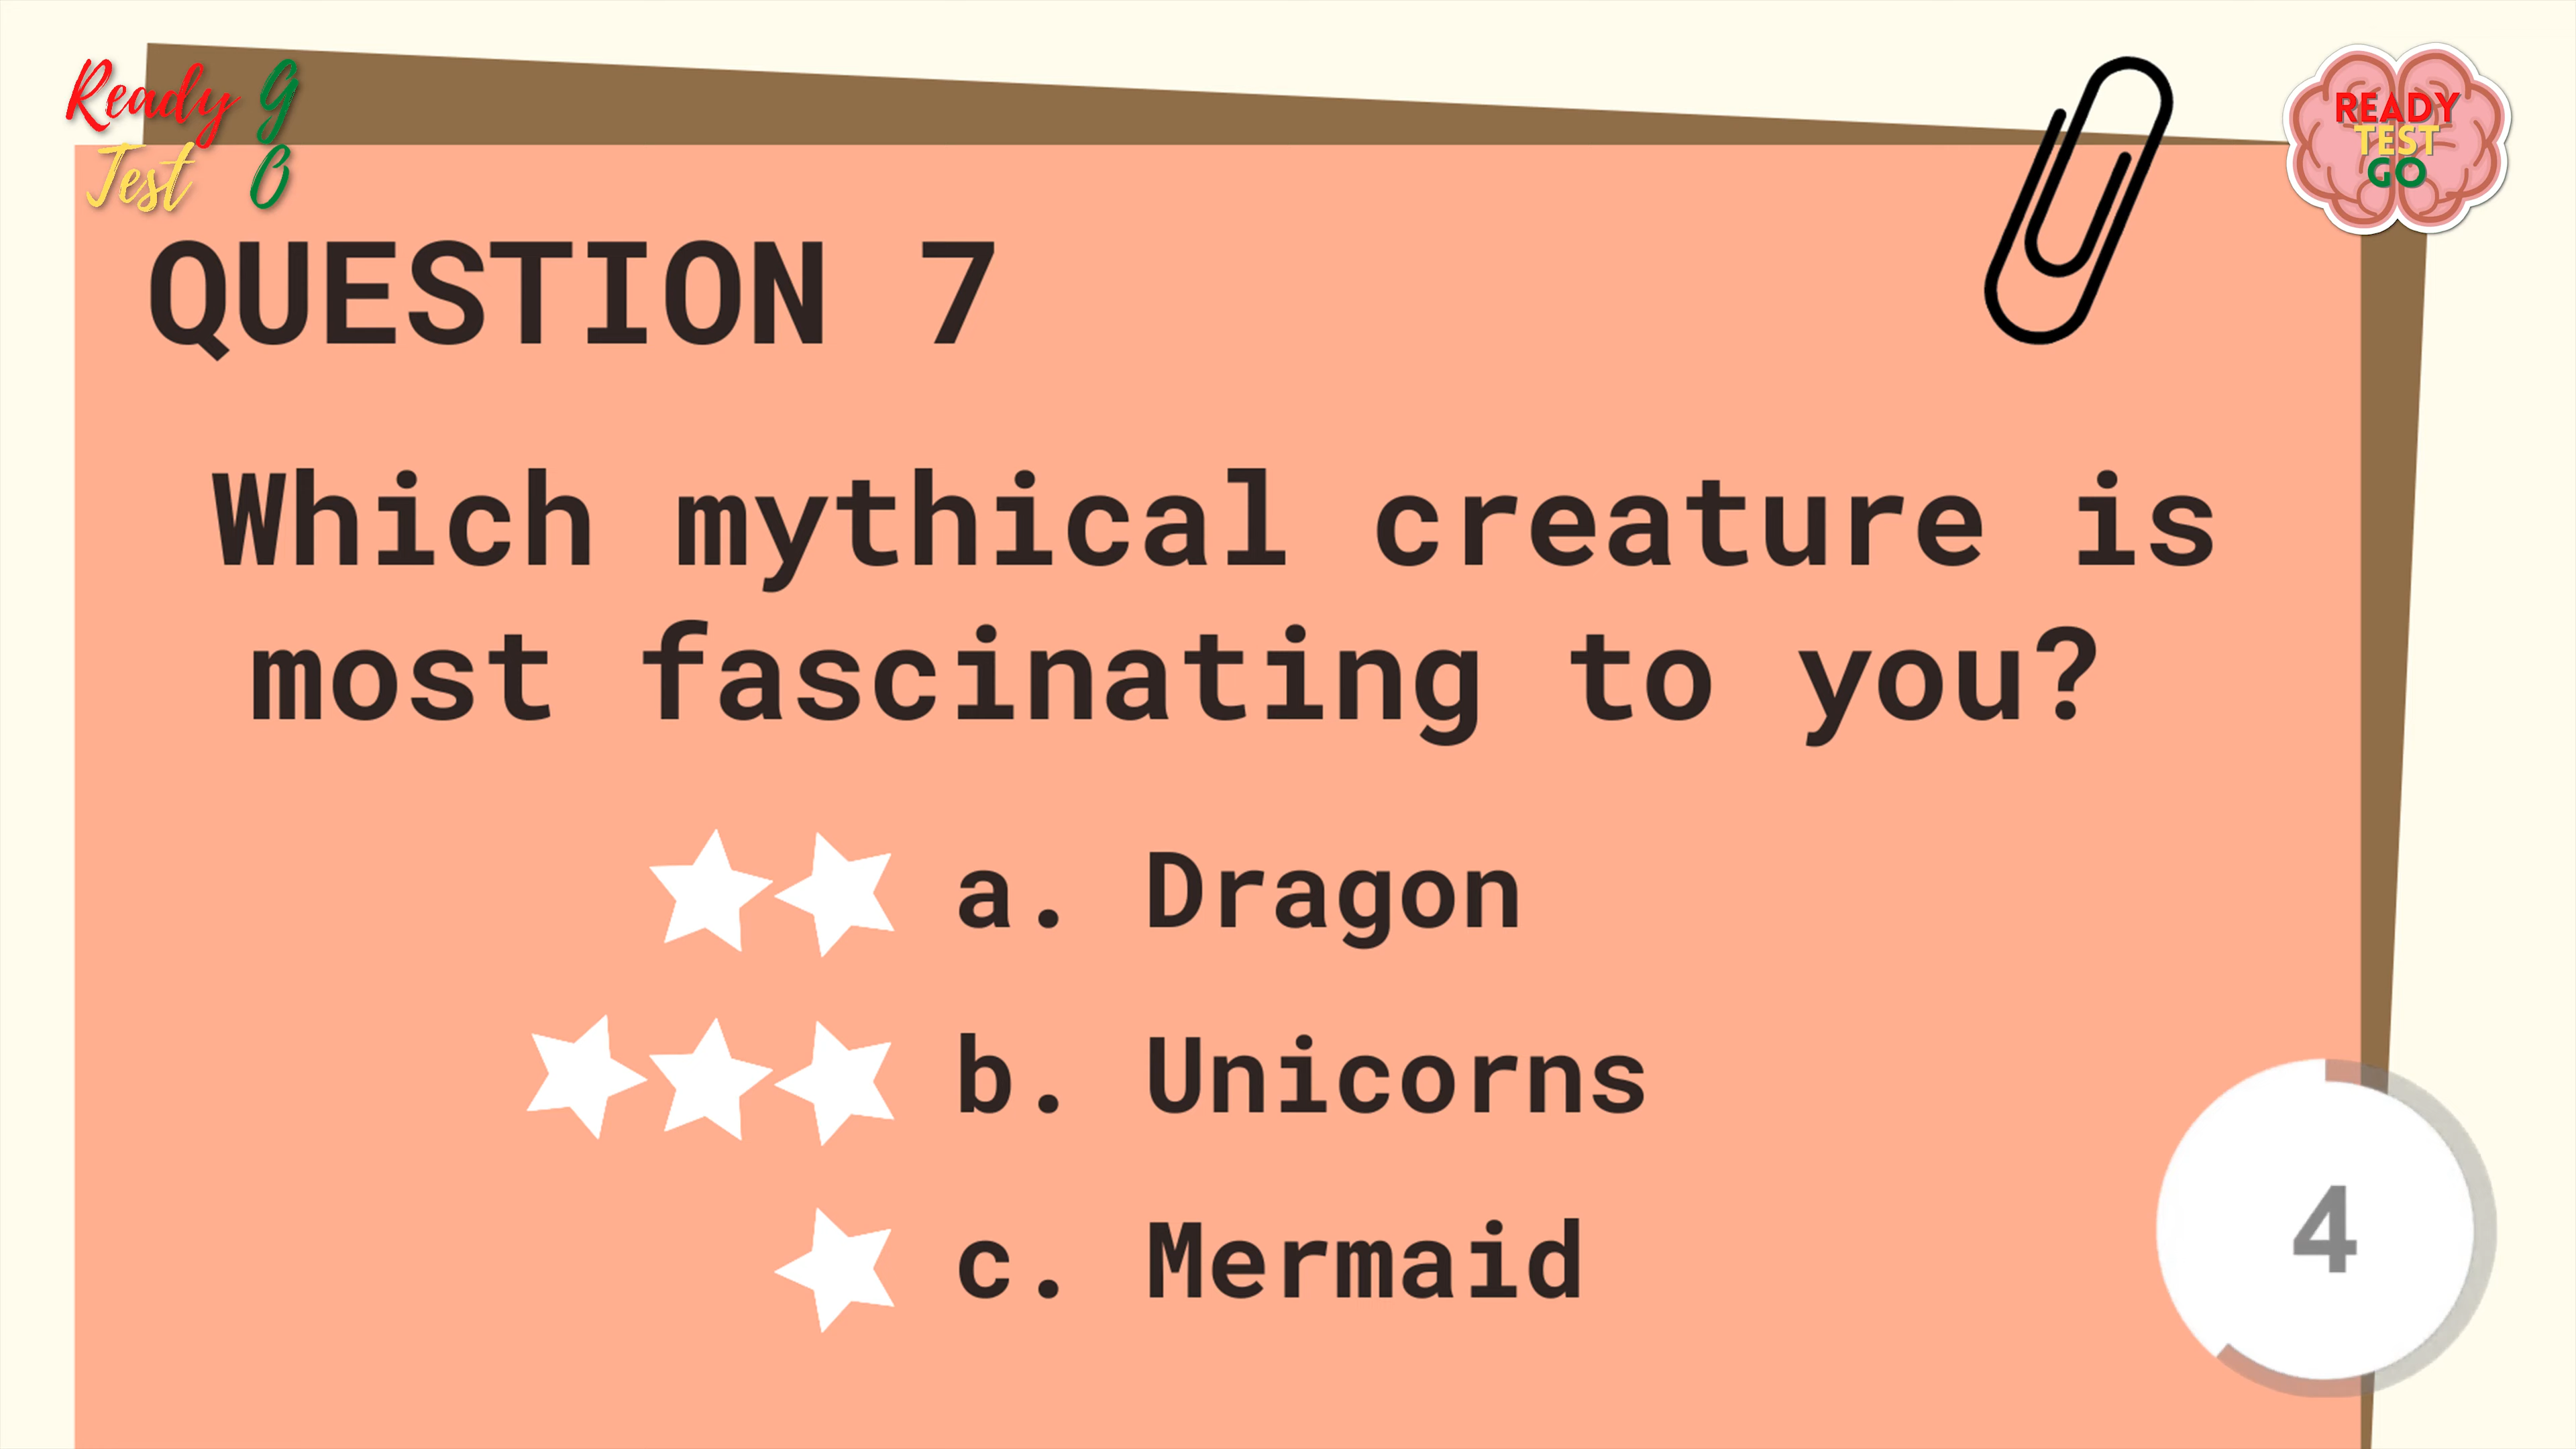 Ready G
Test O
READY
TEST
GO
QUESTION 7
Which mythical creature is
most fascinating to you?
a. Dragon
b. Unicorns
c. Mermaid
4